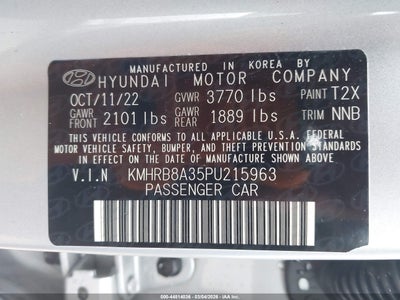 MANUFACTURED IN KOREA BY
HYUNDAI MOTOR COMPANY
OCT/11/22 GVWR 3770 lbs PAINT T2X
GAWR FRONT 2101 lbs GAWR REAR 1889 lbs TRIM NNB
THIS VEHICLE CONFORMS TO ALL APPLICABLE U.S.A. FEDERAL
MOTOR VEHICLE SAFETY, BUMPER, AND THEFT PREVENTION
STANDARDS IN EFFECT ON THE DATE OF MANUFACTURE SHOWN ABOVE.
V.I.N KMHRB8A35PU215963
PASSENGER CAR